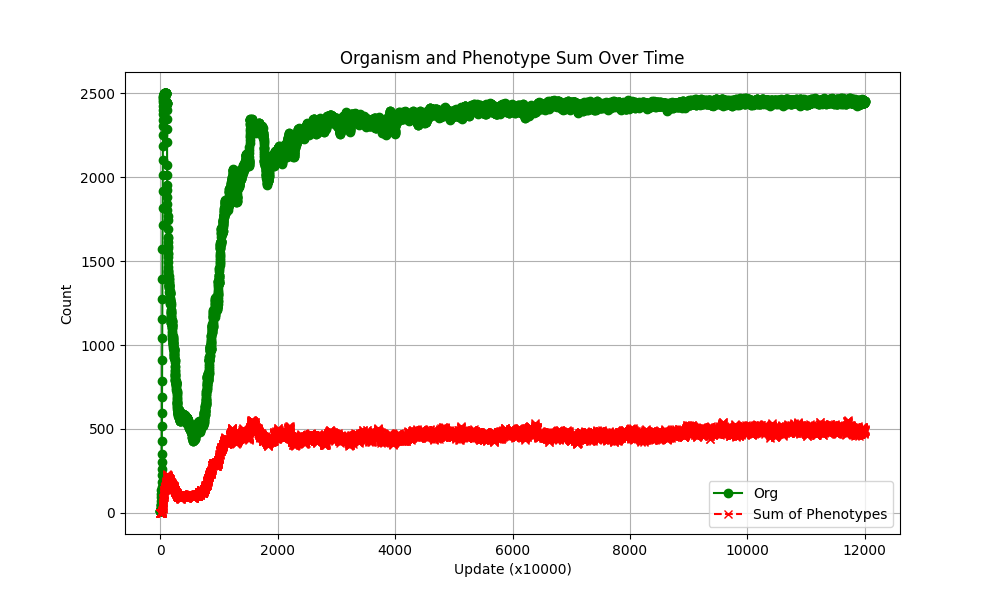 Organism and Phenotype Sum Over Time
Count
2500
2000
1500
1000
500
0
0 2000 4000 6000 8000 10000 12000
Update (x10000)
Org
Sum of Phenotypes